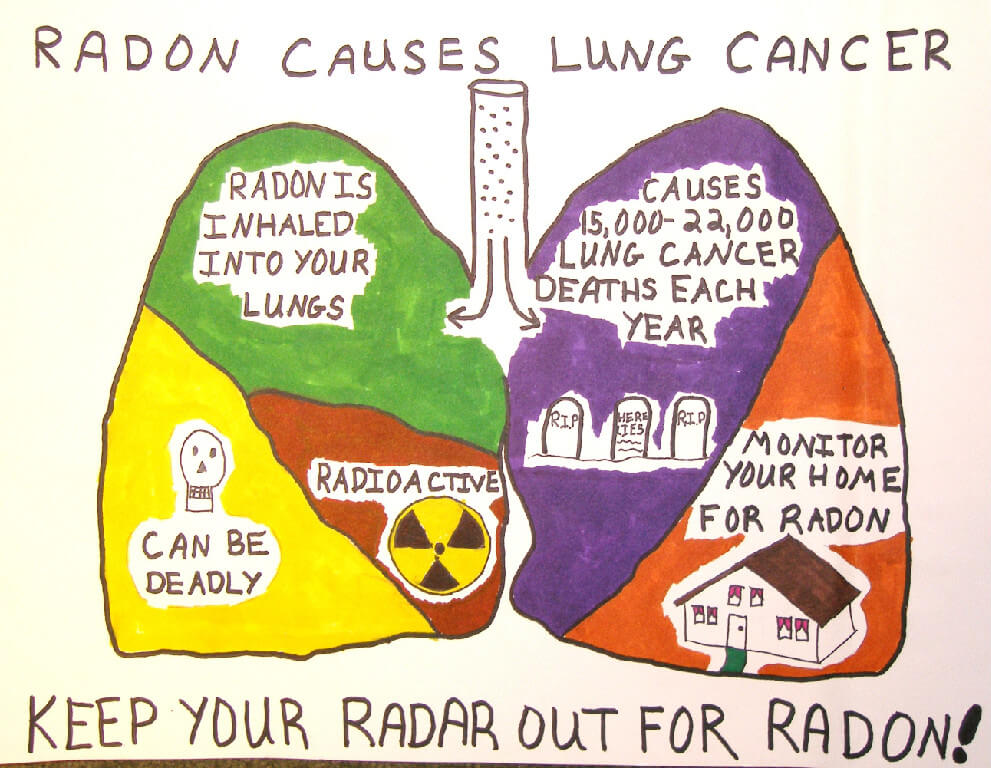 RADON CAUSES LUNG CANCER
RADON IS
INHALED
INTO YOUR
LUNGS
CAUSES
15,000-22,000
LUNG CANCER
DEATHS EACH
YEAR
R.I.P
HERE
LIES
R.I.P
RADIOACTIVE
CAN BE
DEADLY
MONITOR
YOUR HOME
FOR RADON
KEEP YOUR RADAR OUT FOR RADON!